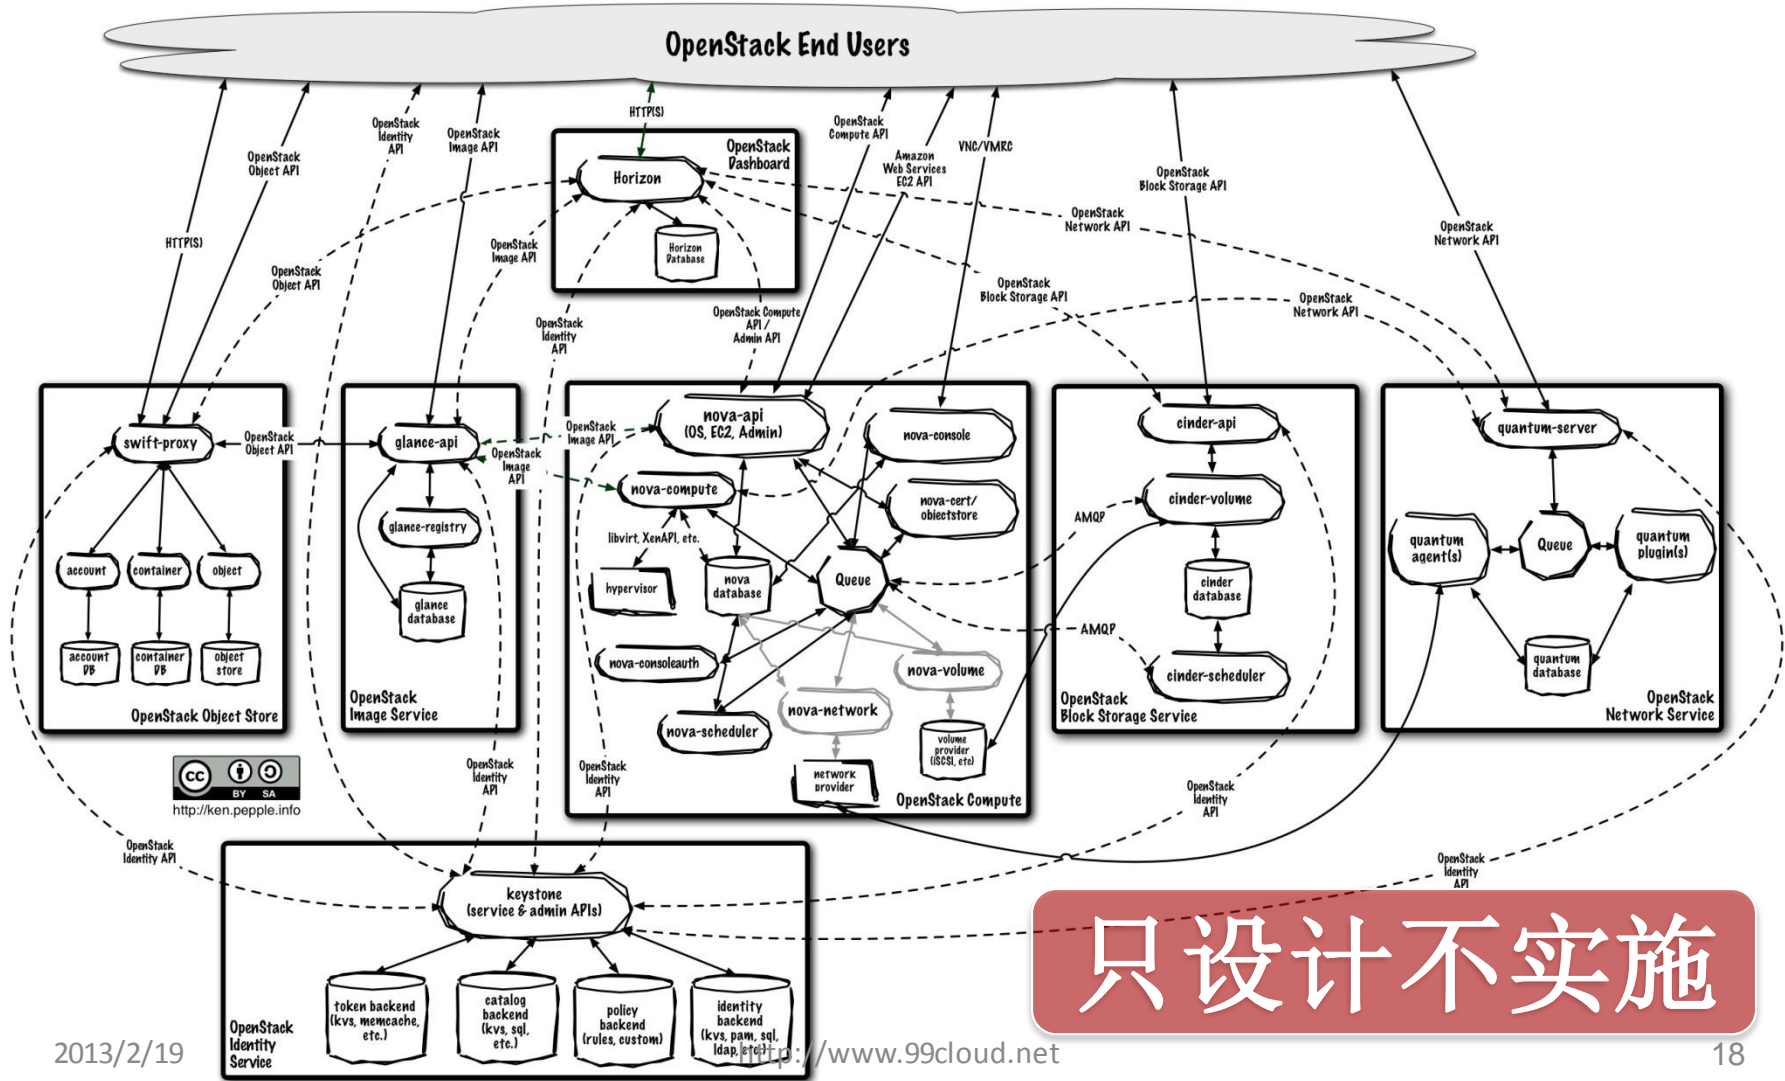 OpenStack End Users
HTTP(S)
OpenStack
Object API
OpenStack
Identity
API
OpenStack
Image API
HTTP(S)
OpenStack
Compute API
Amazon
Web Services
EC2 API
VNC/VMRC
OpenStack
Block Storage API
OpenStack
Network API
OpenStack
Dashboard
Horizon
Horizon
Database
OpenStack
Object API
OpenStack
Image API
OpenStack
Identity
API
OpenStack Compute
API /
Admin API
OpenStack
Block Storage API
OpenStack
Network API
OpenStack
Network API
swift-proxy
OpenStack
Object API
account
container
object
account
DB
container
DB
object
store
OpenStack Object Store
glance-api
glance-registry
glance
database
OpenStack
Image Service
OpenStack
Image API
OpenStack
Image
API
nova-api
(OS, EC2, Admin)
nova-console
nova-compute
nova-cert/
objectstore
libvirt, XenAPI, etc.
hypervisor
nova
database
Queue
nova-consoleauth
nova-volume
nova-network
nova-scheduler
volume
provider
(iSCSI, etc)
network
provider
OpenStack Compute
cinder-api
cinder-volume
AMQP
cinder
database
AMQP
cinder-scheduler
OpenStack
Block Storage Service
quantum-server
quantum
agent(s)
Queue
quantum
plugin(s)
quantum
database
OpenStack
Network Service
cc
BY SA
http://ken.pepple.info
OpenStack
Identity API
OpenStack
Identity
API
OpenStack
Identity
API
OpenStack
Identity
API
OpenStack
Identity
API
keystone
(service & admin APIs)
token backend
(kvs, memcache,
etc.)
catalog
backend
(kvs, sql,
etc.)
policy
backend
(rules, custom)
identity
backend
(kvs, pam, sql,
ldap, etc.)
OpenStack
Identity
Service
只设计不实施
2013/2/19
http://www.99cloud.net
18